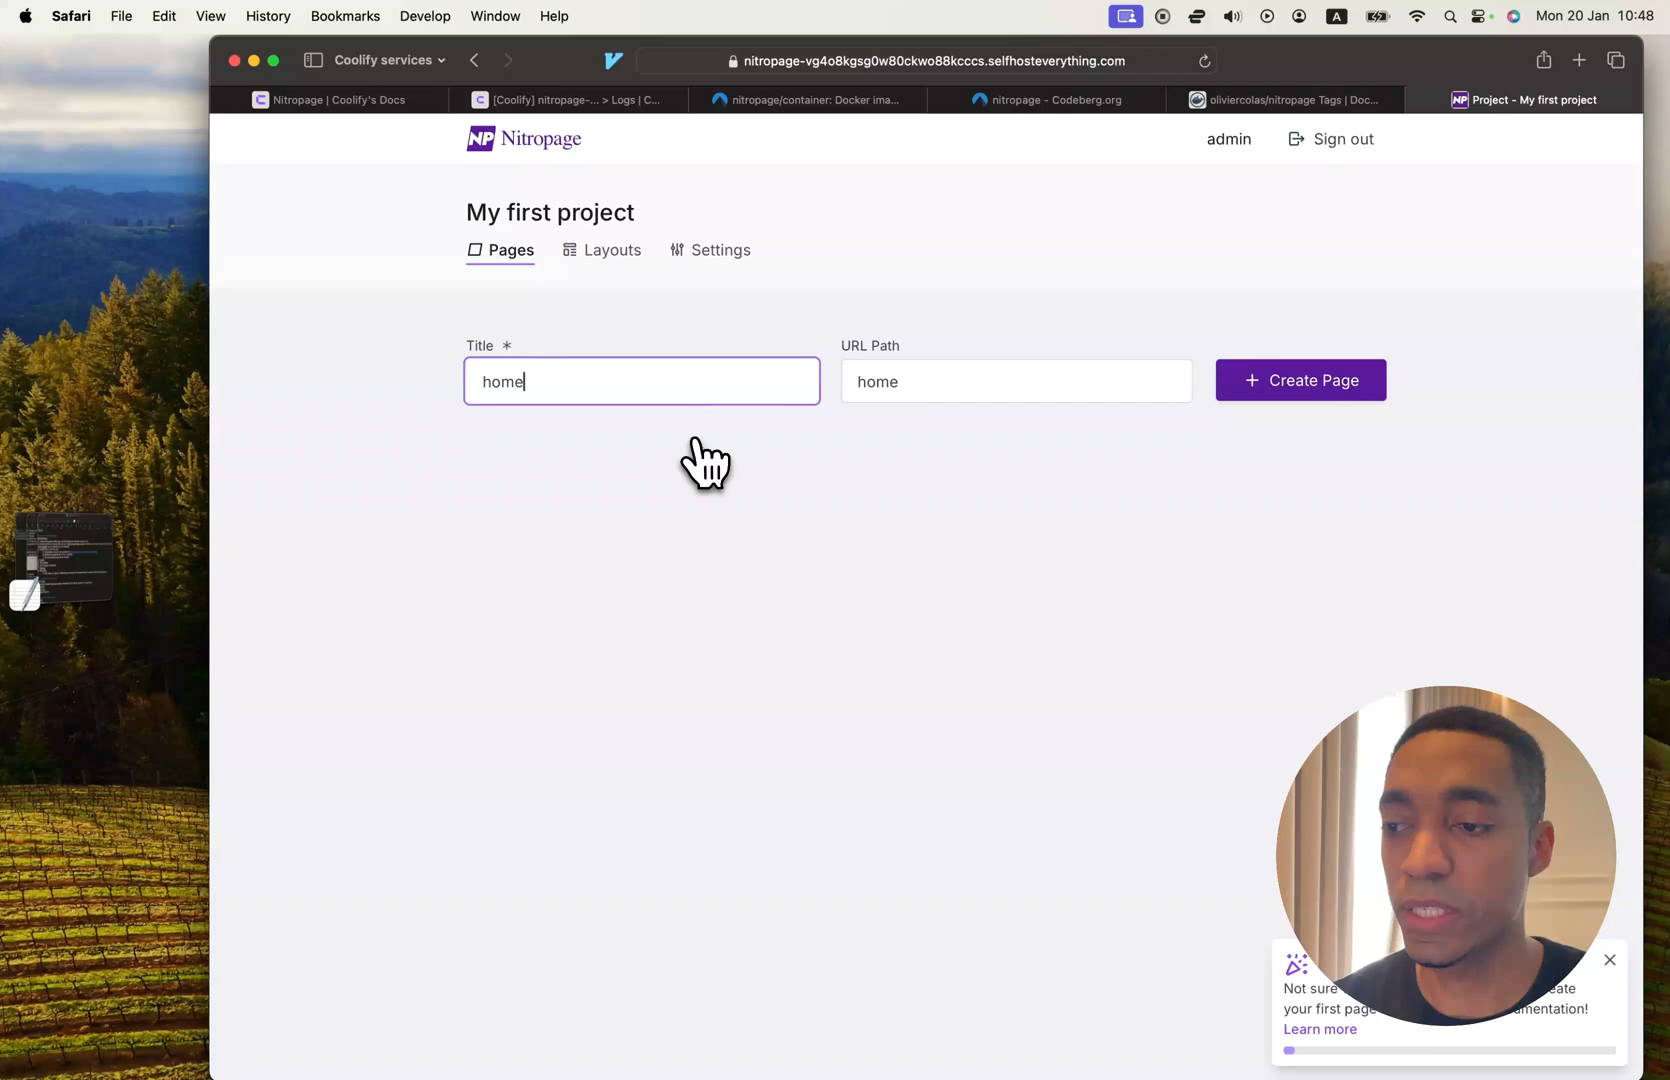 Safari File Edit View History Bookmarks Develop Window Help A Mon 20 Jan 10:48
Coolify services nitropage-vg4o8kgsg0w80ckwo88kcccs.selfhosteverything.com
Nitropage | Coolify's Docs [Coolify] nitropage-... > Logs | C... nitropage/container: Docker ima... nitropage - Codeberg.org oliviercolas/nitropage Tags | Doc... NP Project - My first project
NP Nitropage admin Sign out
My first project
Pages Layouts Settings
Title * URL Path
home home + Create Page
Not sure eate
your first page umentation!
Learn more